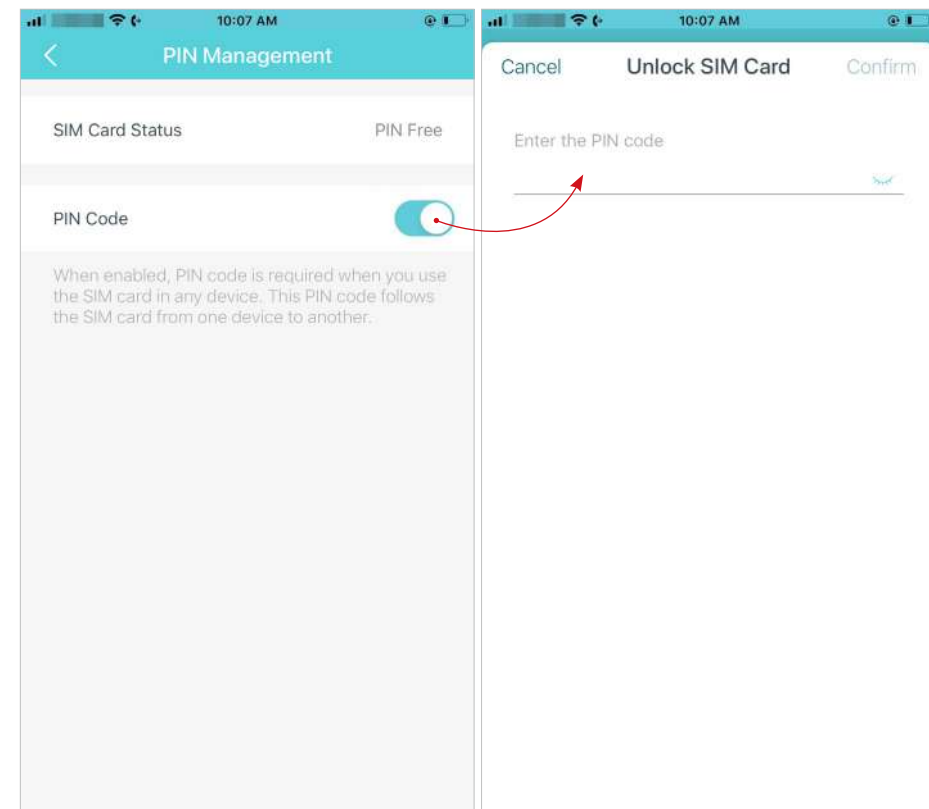 10:07 AM
PIN Management
SIM Card Status
PIN Free
PIN Code
When enabled, PIN code is required when you use
the SIM card in any device. This PIN code follows
the SIM card from one device to another.
10:07 AM
Cancel
Unlock SIM Card
Confirm
Enter the PIN code